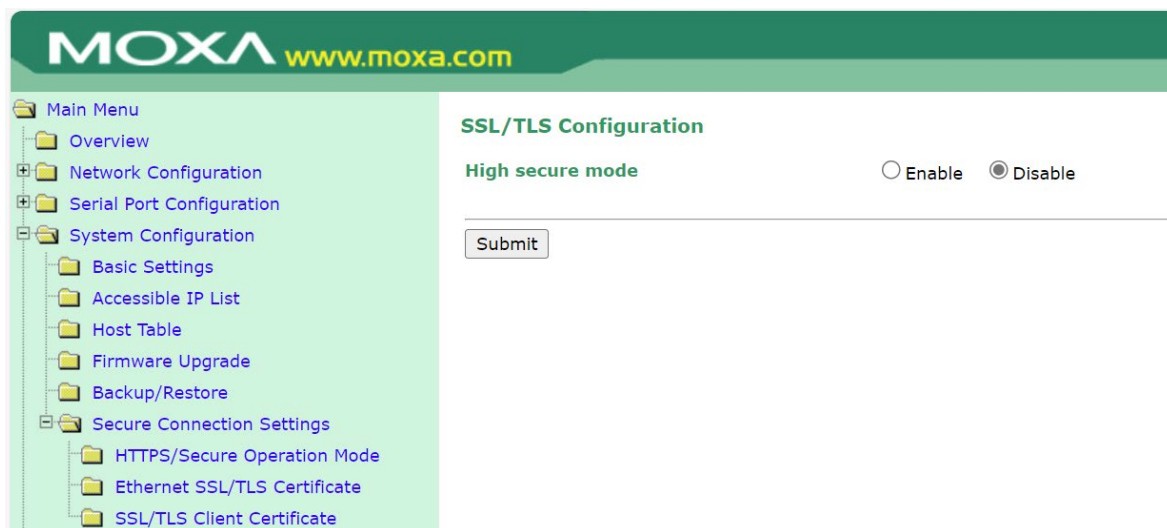 MOXA www.moxa.com
Main Menu
Overview
Network Configuration
Serial Port Configuration
System Configuration
Basic Settings
Accessible IP List
Host Table
Firmware Upgrade
Backup/Restore
Secure Connection Settings
HTTPS/Secure Operation Mode
Ethernet SSL/TLS Certificate
SSL/TLS Client Certificate
SSL/TLS Configuration
High secure mode Enable Disable
Submit